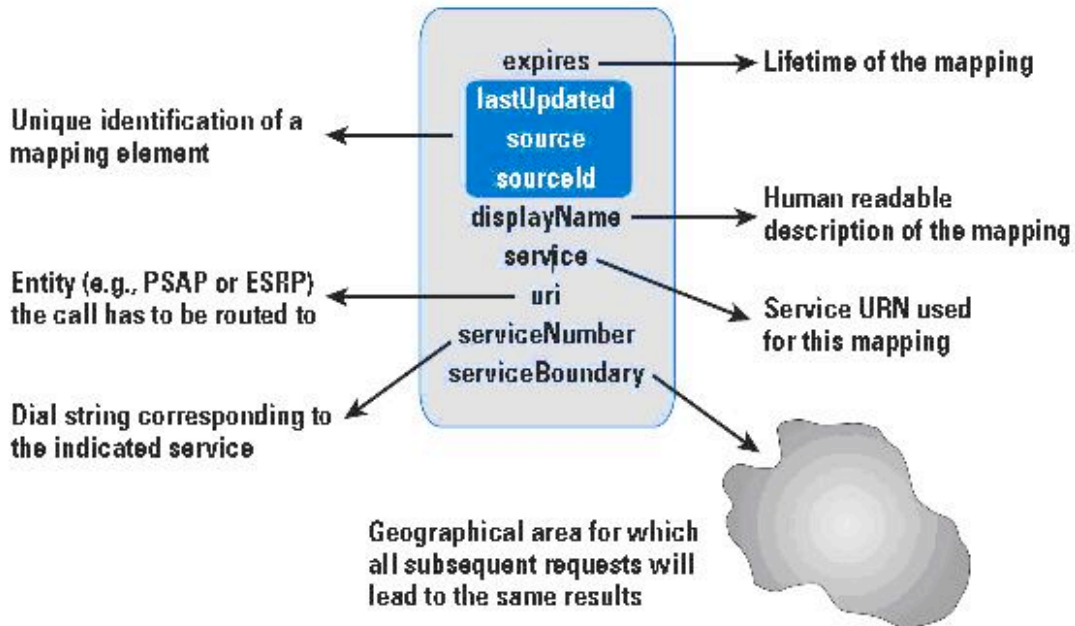 expires
Lifetime of the mapping
lastUpdated
Unique identification of a
mapping element
source
sourceId
displayName
Human readable
description of the mapping
service
Entity (e.g., PSAP or ESRP)
the call has to be routed to
uri
Service URN used
for this mapping
serviceNumber
serviceBoundary
Dial string corresponding to
the indicated service
Geographical area for which
all subsequent requests will
lead to the same results